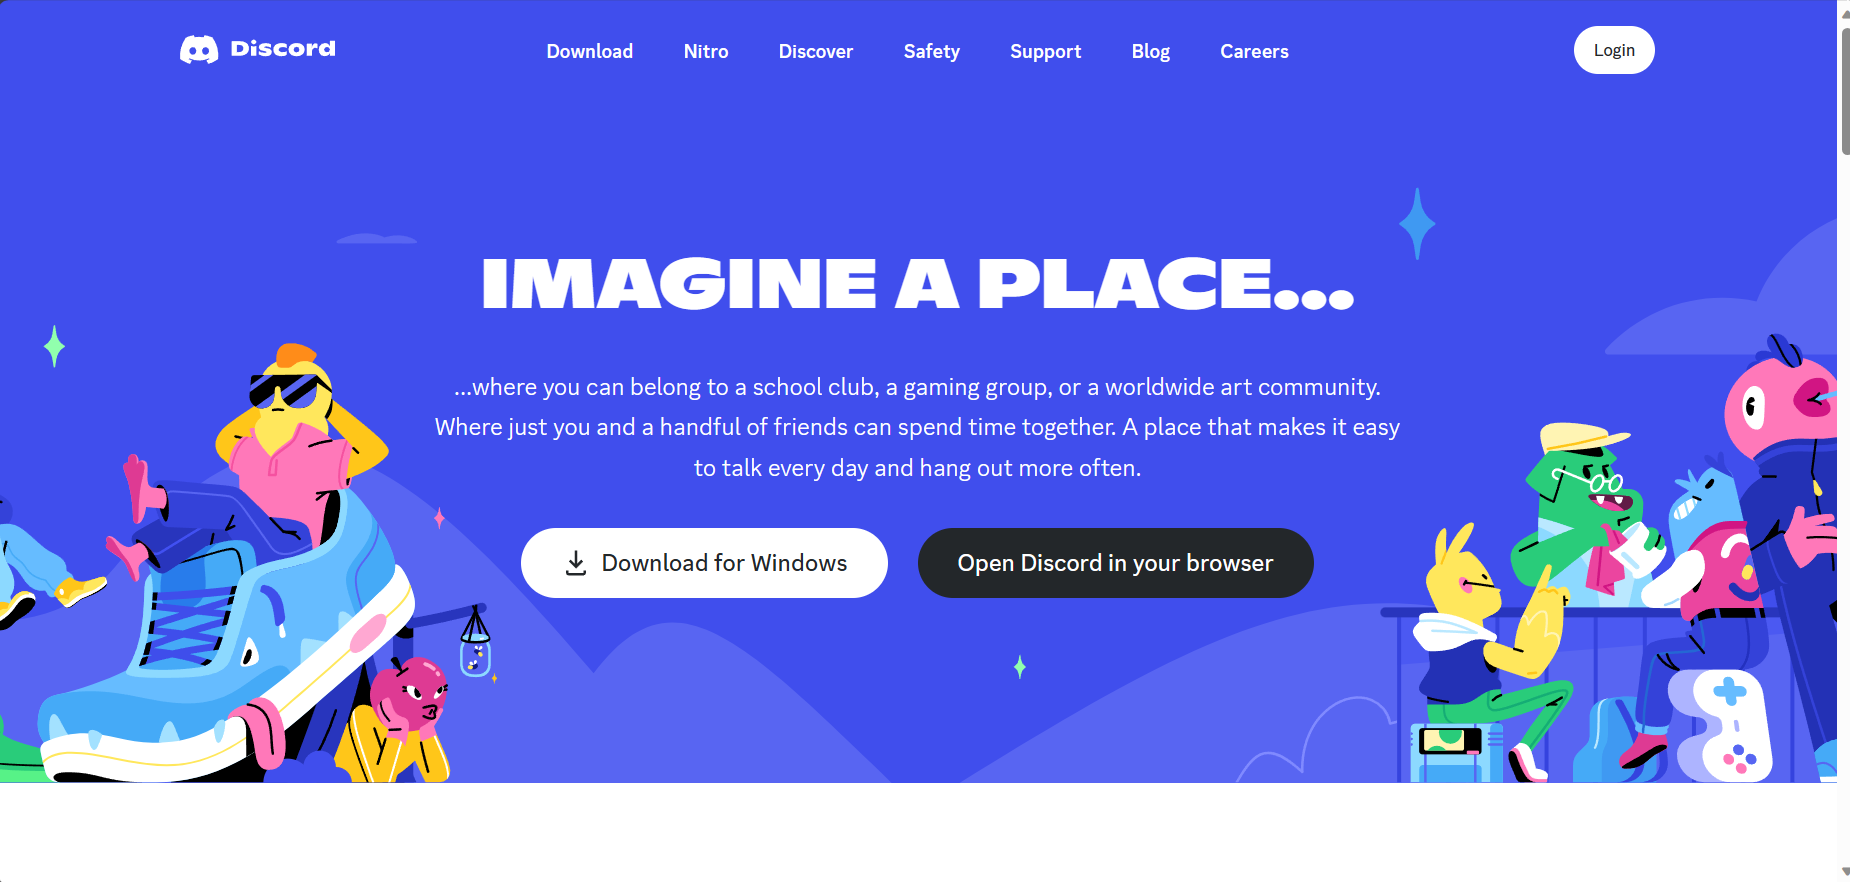 Discord
Download Nitro Discover Safety Support Blog Careers
Login
IMAGINE A PLACE...
...where you can belong to a school club, a gaming group, or a worldwide art community.
Where just you and a handful of friends can spend time together. A place that makes it easy
to talk every day and hang out more often.
Download for Windows
Open Discord in your browser